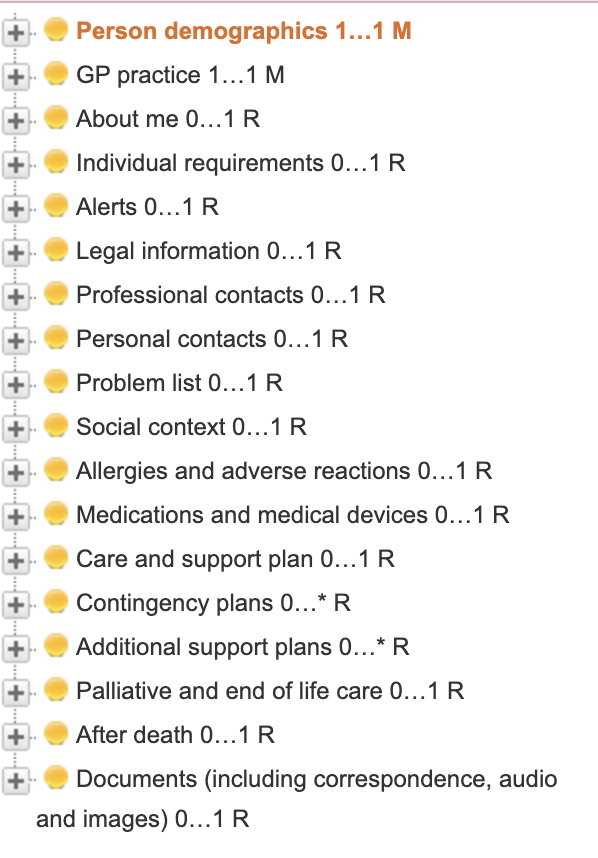 Person demographics 1…1 M
GP practice 1…1 M
About me 0…1 R
Individual requirements 0…1 R
Alerts 0…1 R
Legal information 0…1 R
Professional contacts 0…1 R
Personal contacts 0…1 R
Problem list 0…1 R
Social context 0…1 R
Allergies and adverse reactions 0…1 R
Medications and medical devices 0…1 R
Care and support plan 0…1 R
Contingency plans 0…* R
Additional support plans 0…* R
Palliative and end of life care 0…1 R
After death 0…1 R
Documents (including correspondence, audio
and images) 0…1 R